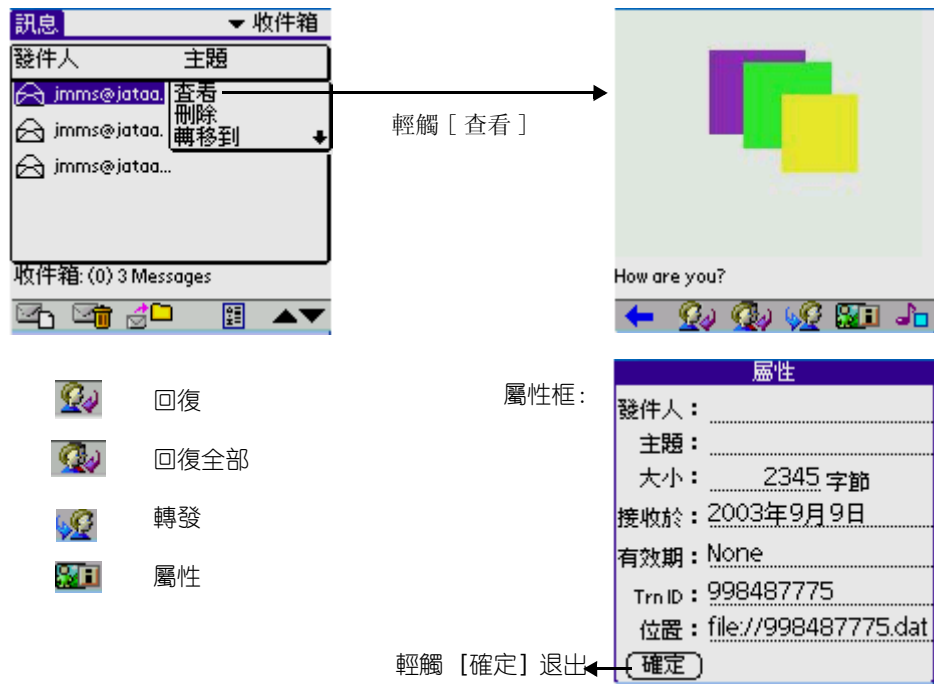 訊息 收件箱
發件人 主題
jmms@jataa. 查看
刪除
jmms@jataa. 轉移到
jmms@jataa...
收件箱: (0) 3 Messages
輕觸 [ 查看 ]
How are you?
回復
回復全部
轉發
屬性
屬性框:
屬性
發件人：
主題：
大小： 2345 字節
接收於：2003年9月9日
有效期：None
Trn ID：998487775
位置：file://998487775.dat
確定
輕觸 [確定] 退出